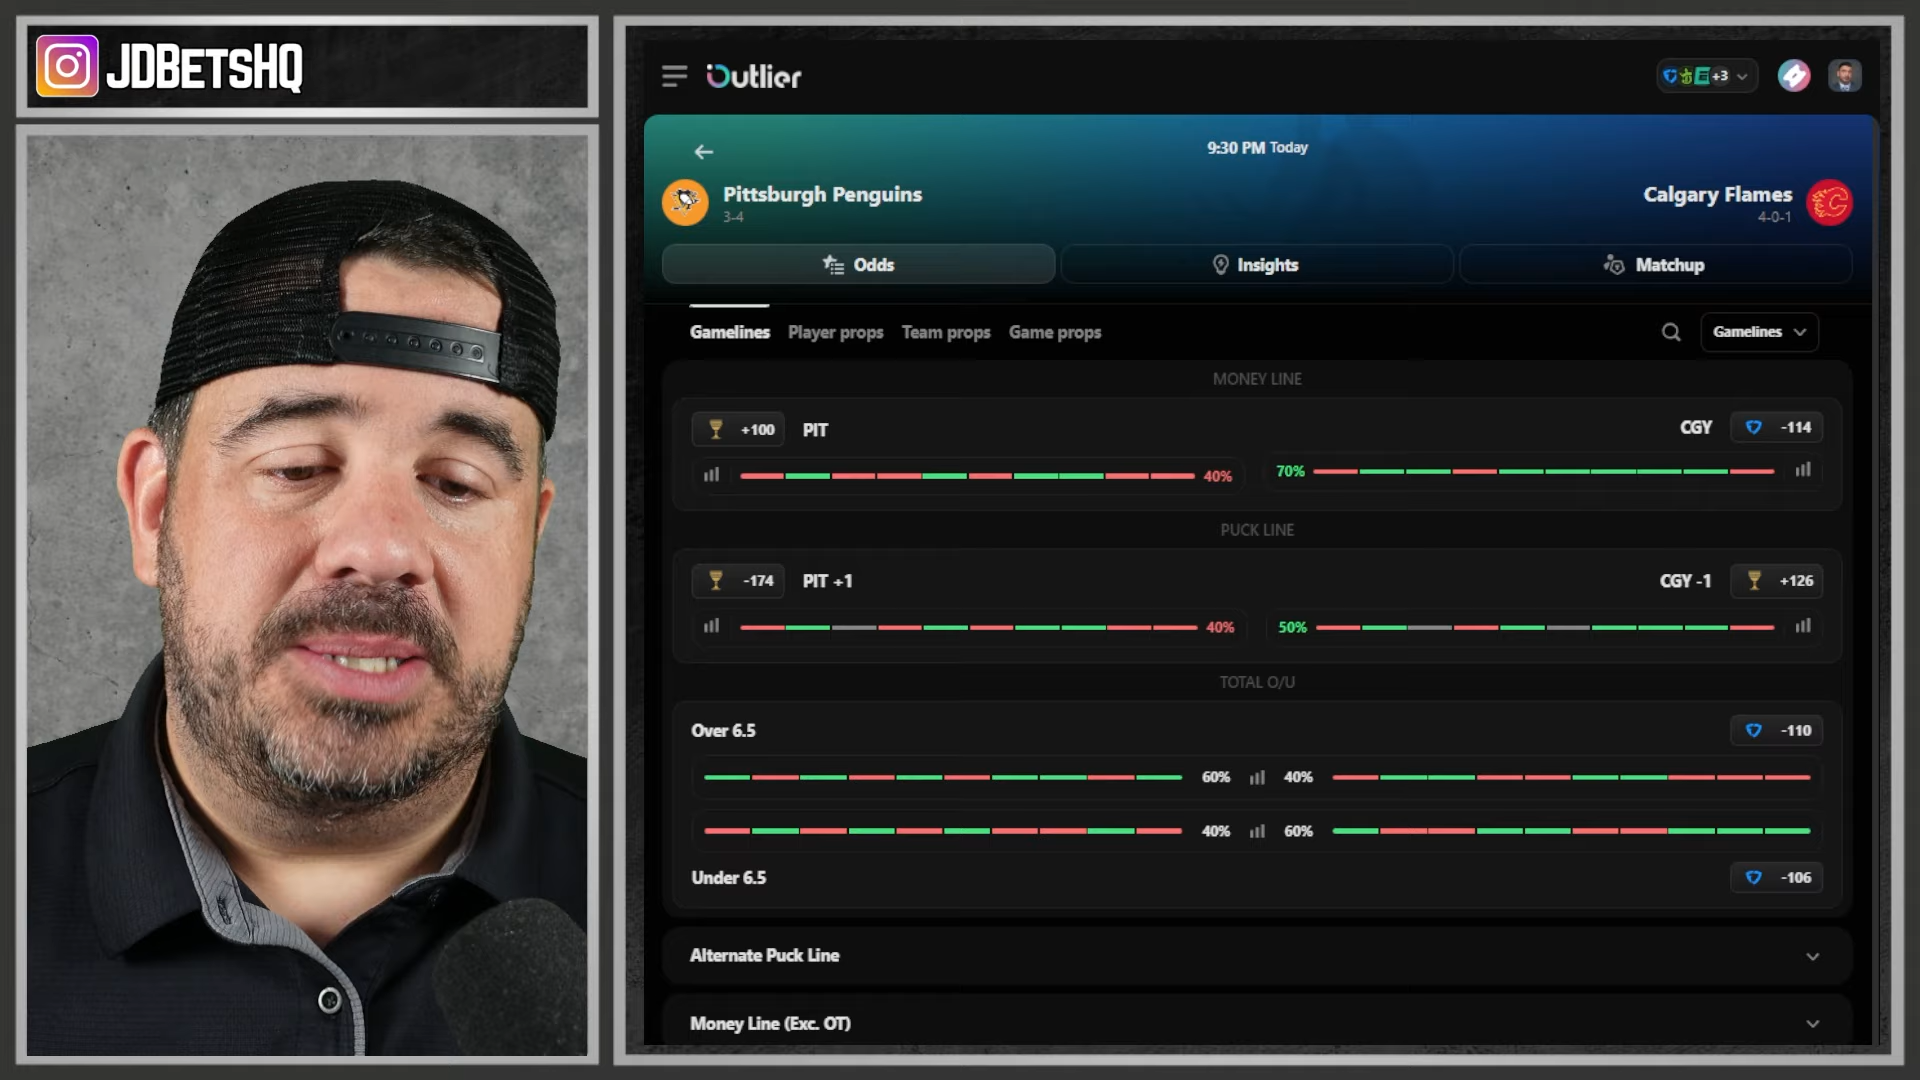 JDBetsHQ
Outlier
+3
9:30 PM Today
Pittsburgh Penguins
3-4
Calgary Flames
4-0-1
Odds
Insights
Matchup
Gamelines
Player props
Team props
Game props
Gamelines
MONEY LINE
+100 PIT
CGY -114
40%
70%
PUCK LINE
-174 PIT +1
CGY -1 +126
40%
50%
TOTAL O/U
Over 6.5
-110
60% 40%
40% 60%
Under 6.5
-106
Alternate Puck Line
Money Line (Exc. OT)